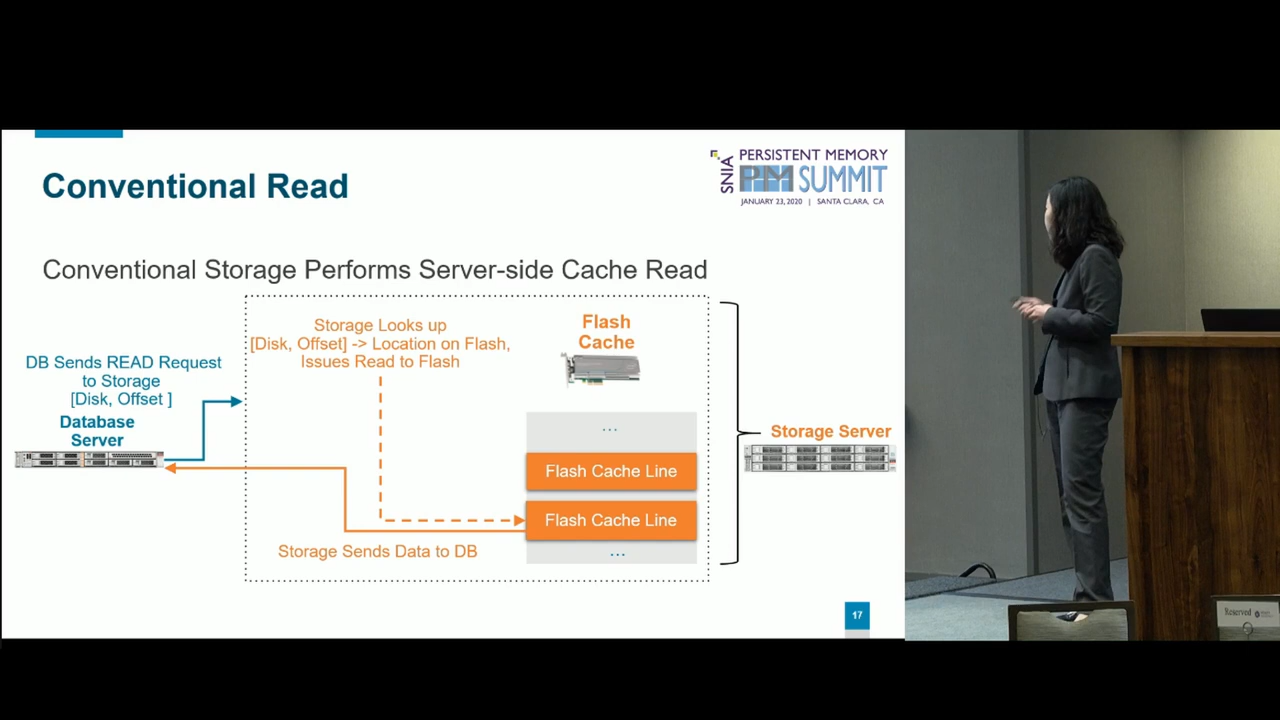 Conventional Read
SNIA
PERSISTENT MEMORY
PM SUMMIT
JANUARY 23, 2020 | SANTA CLARA, CA
Conventional Storage Performs Server-side Cache Read
Storage Looks up
[Disk, Offset] -> Location on Flash,
Issues Read to Flash
Flash
Cache
DB Sends READ Request
to Storage
[Disk, Offset ]
Database
Server
...
Flash Cache Line
Flash Cache Line
...
Storage Server
Storage Sends Data to DB
17
Reserved